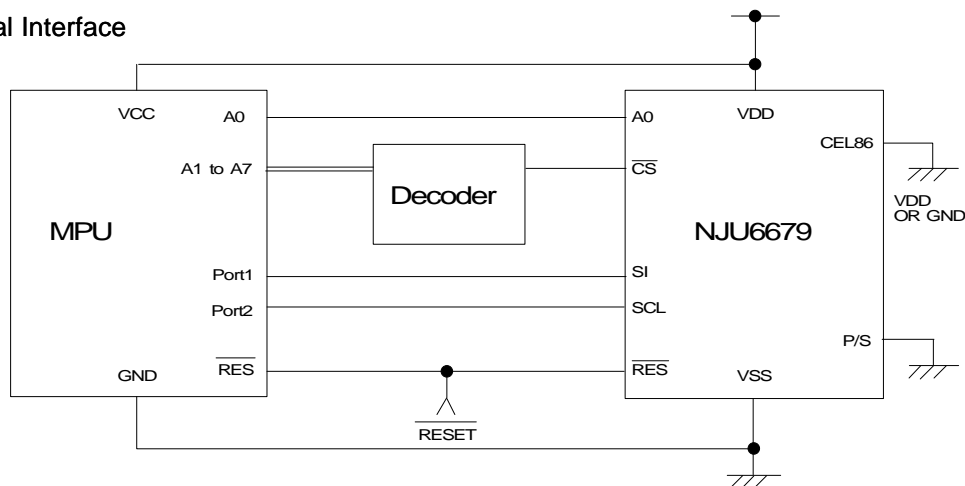 al Interface
VCC
A0
A0
VDD
CEL86
A1 to A7
Decoder
CS
VDD
OR GND
MPU
NJU6679
Port1
SI
Port2
SCL
P/S
RES
RES
GND
VSS
RESET